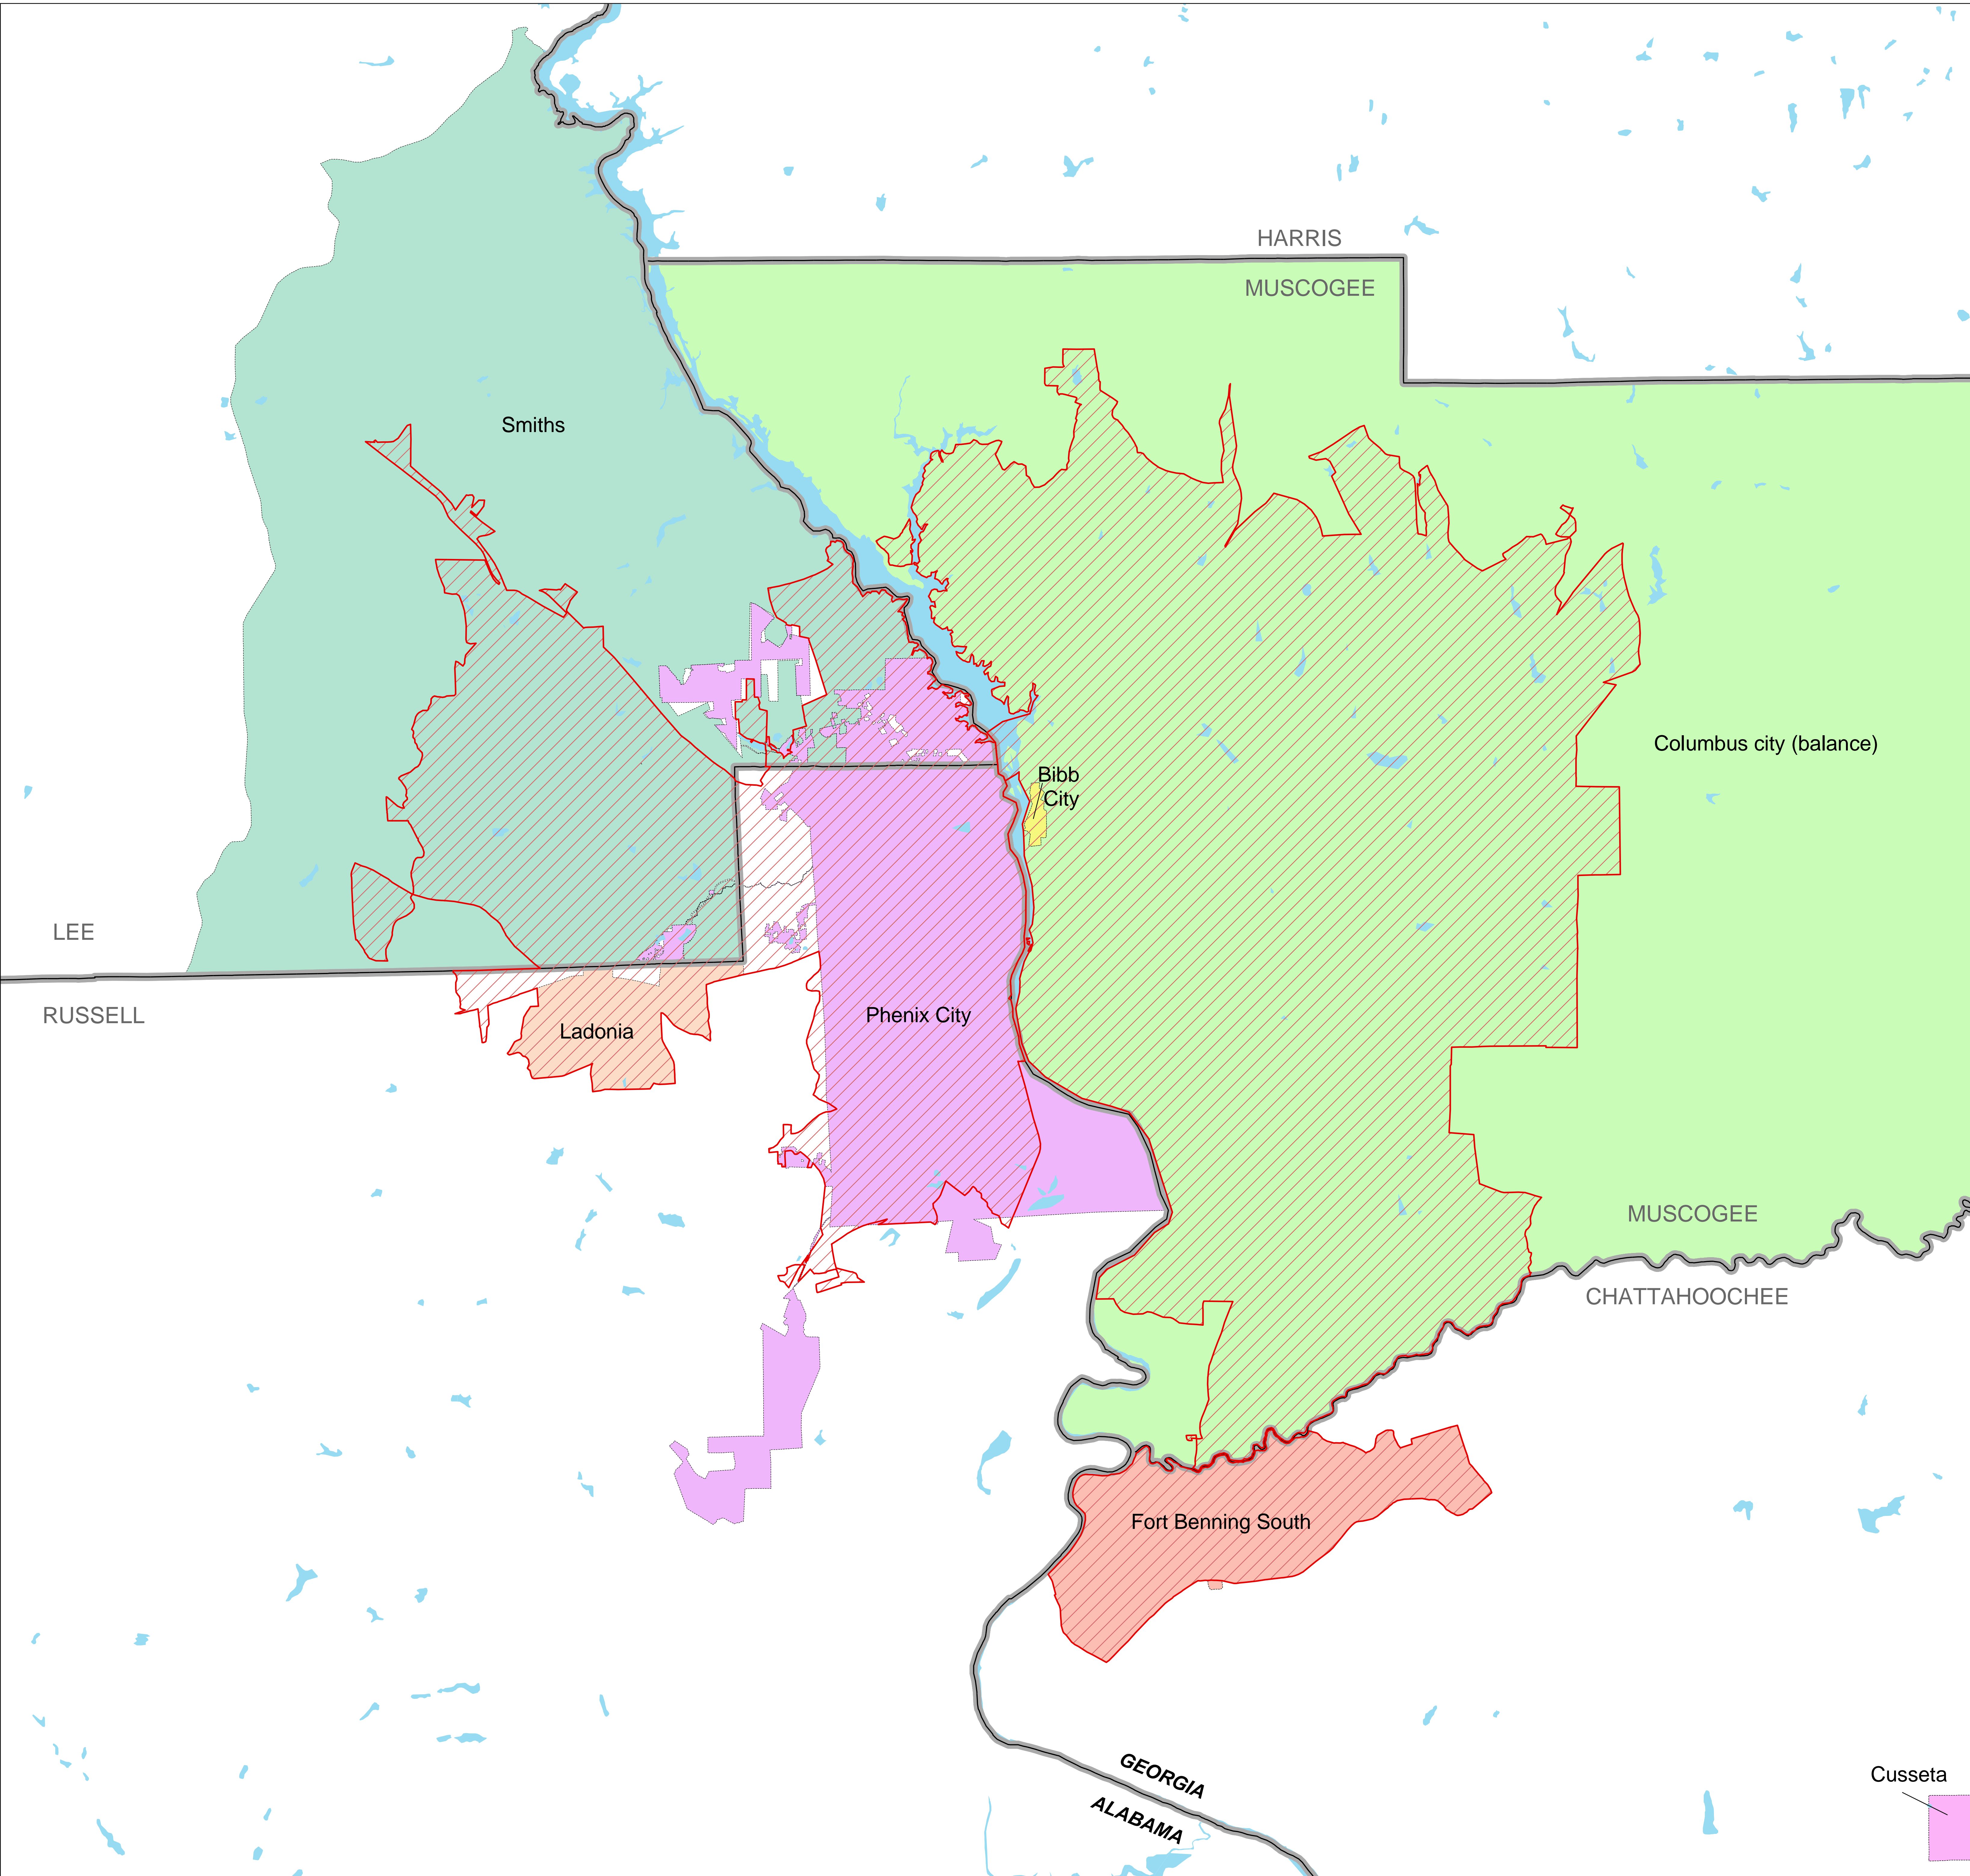 HARRIS
MUSCOGEE
Smiths
Columbus city (balance)
Bibb
City
LEE
RUSSELL
Phenix City
Ladonia
MUSCOGEE
CHATTAHOOCHEE
Fort Benning South
GEORGIA
ALABAMA
Cusseta